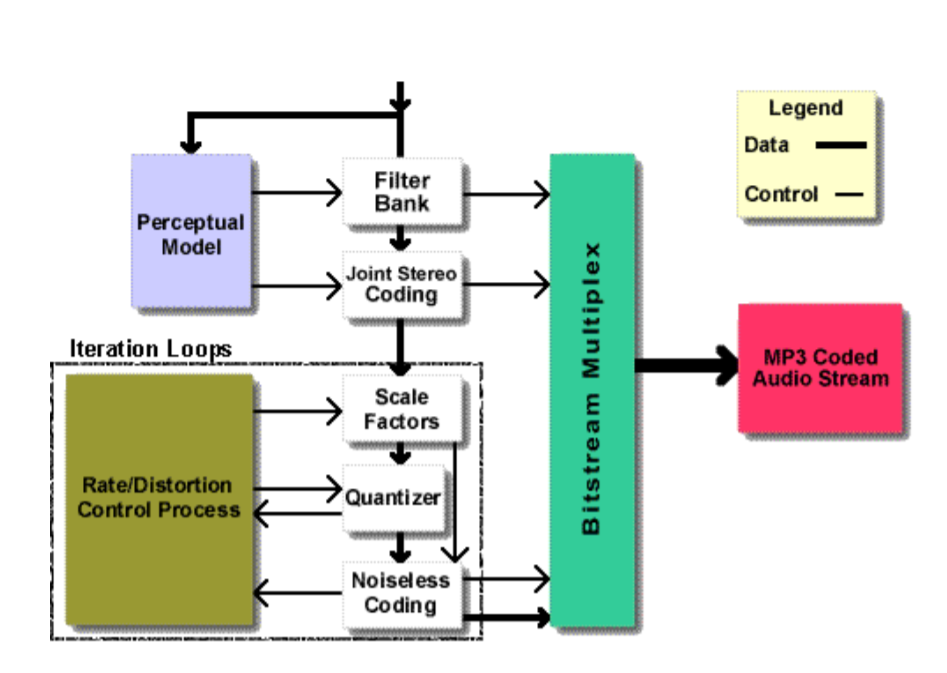 Legend
Data
Control
Filter
Bank
Perceptual
Model
Joint Stereo
Coding
Bitstream Multiplex
MP3 Coded
Audio Stream
Iteration Loops
Scale
Factors
Rate/Distortion
Control Process
Quantizer
Noiseless
Coding